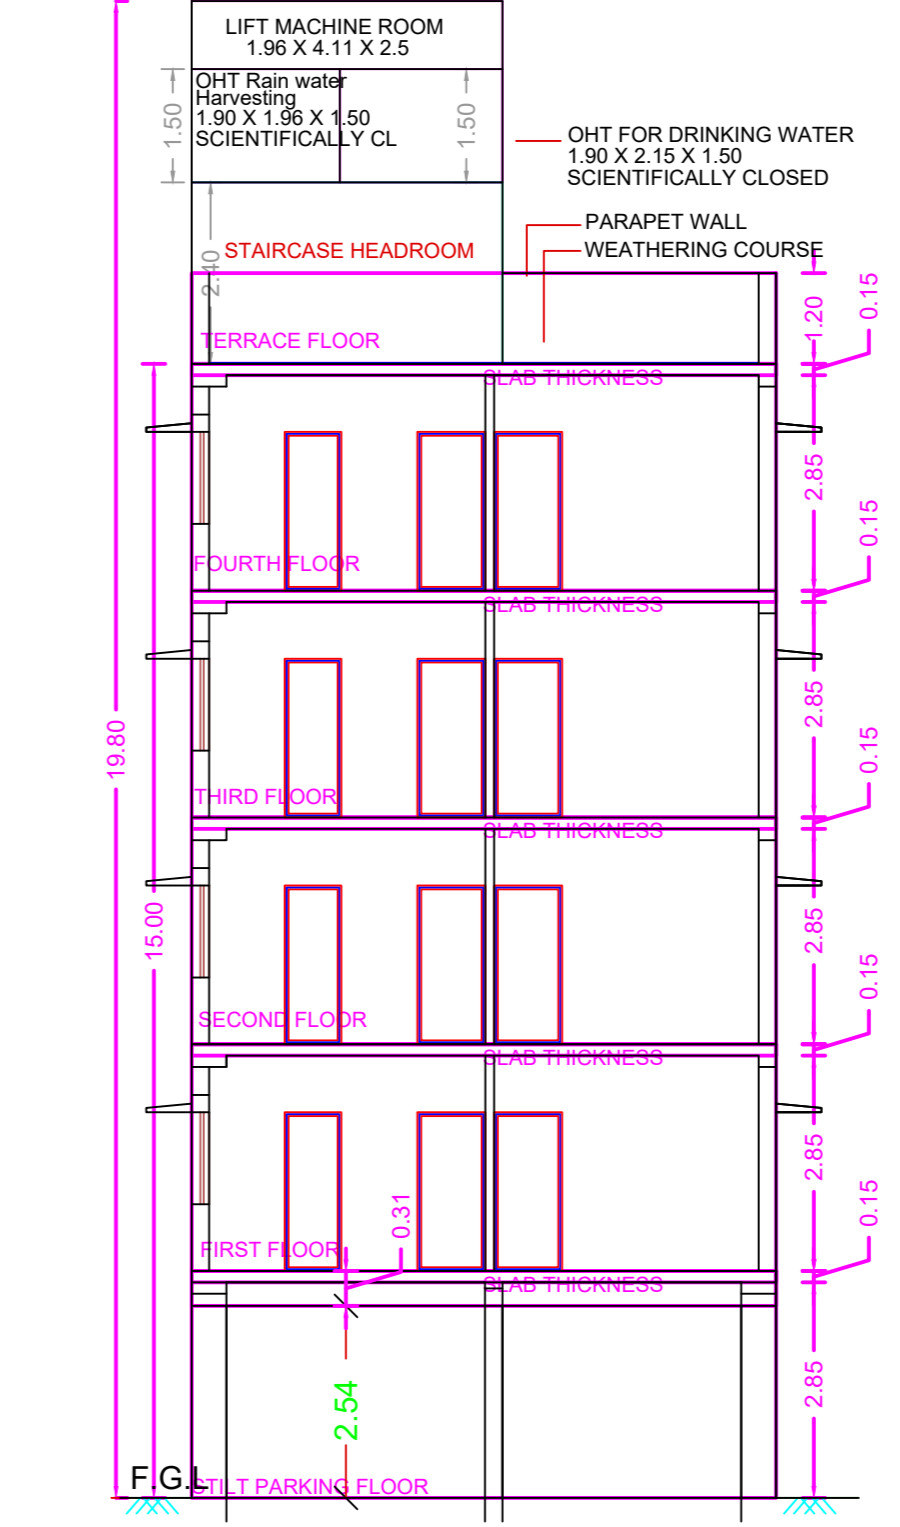 LIFT MACHINE ROOM
1.96 X 4.11 X 2.5
OHT Rain water
Harvesting
1.90 X 1.96 X 1.50
SCIENTIFICALLY CL
1.50
1.50
OHT FOR DRINKING WATER
1.90 X 2.15 X 1.50
SCIENTIFICALLY CLOSED
PARAPET WALL
WEATHERING COURSE
STAIRCASE HEADROOM
2.40
1.20
0.15
TERRACE FLOOR
SLAB THICKNESS
2.85
0.15
FOURTH FLOOR
SLAB THICKNESS
2.85
0.15
19.80
THIRD FLOOR
SLAB THICKNESS
2.85
0.15
15.00
SECOND FLOOR
SLAB THICKNESS
2.85
0.15
0.31
FIRST FLOOR
SLAB THICKNESS
2.85
2.54
F.G.L
STILT PARKING FLOOR